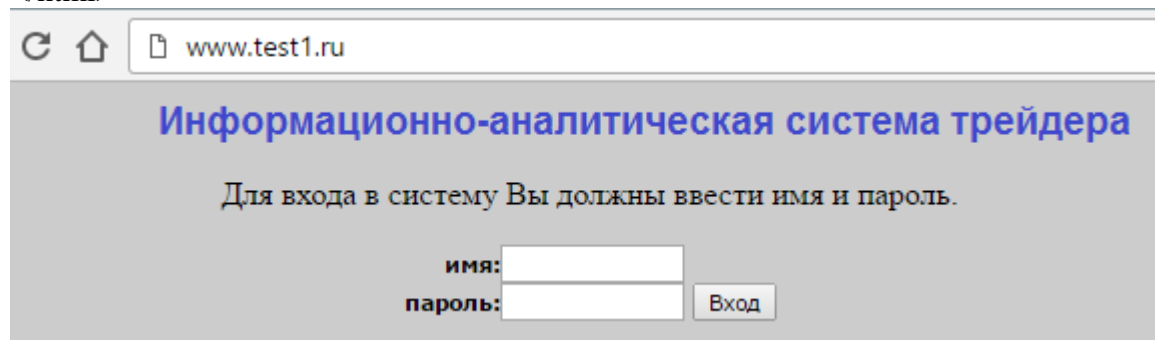 www.test1.ru
Информационно-аналитическая система трейдера
Для входа в систему Вы должны ввести имя и пароль.
имя:
пароль: Вход